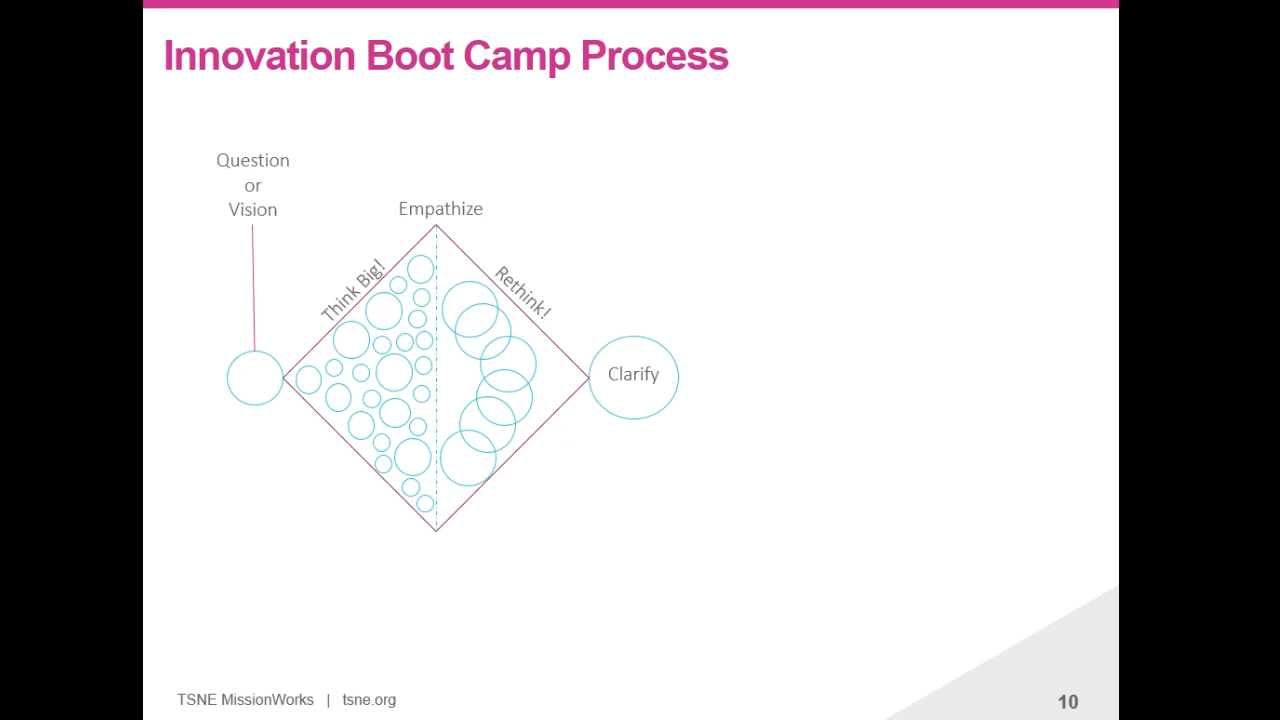 Innovation Boot Camp Process
Question
or
Vision
Empathize
Think Big!
Rethink!
Clarify
TSNE MissionWorks | tsne.org
10